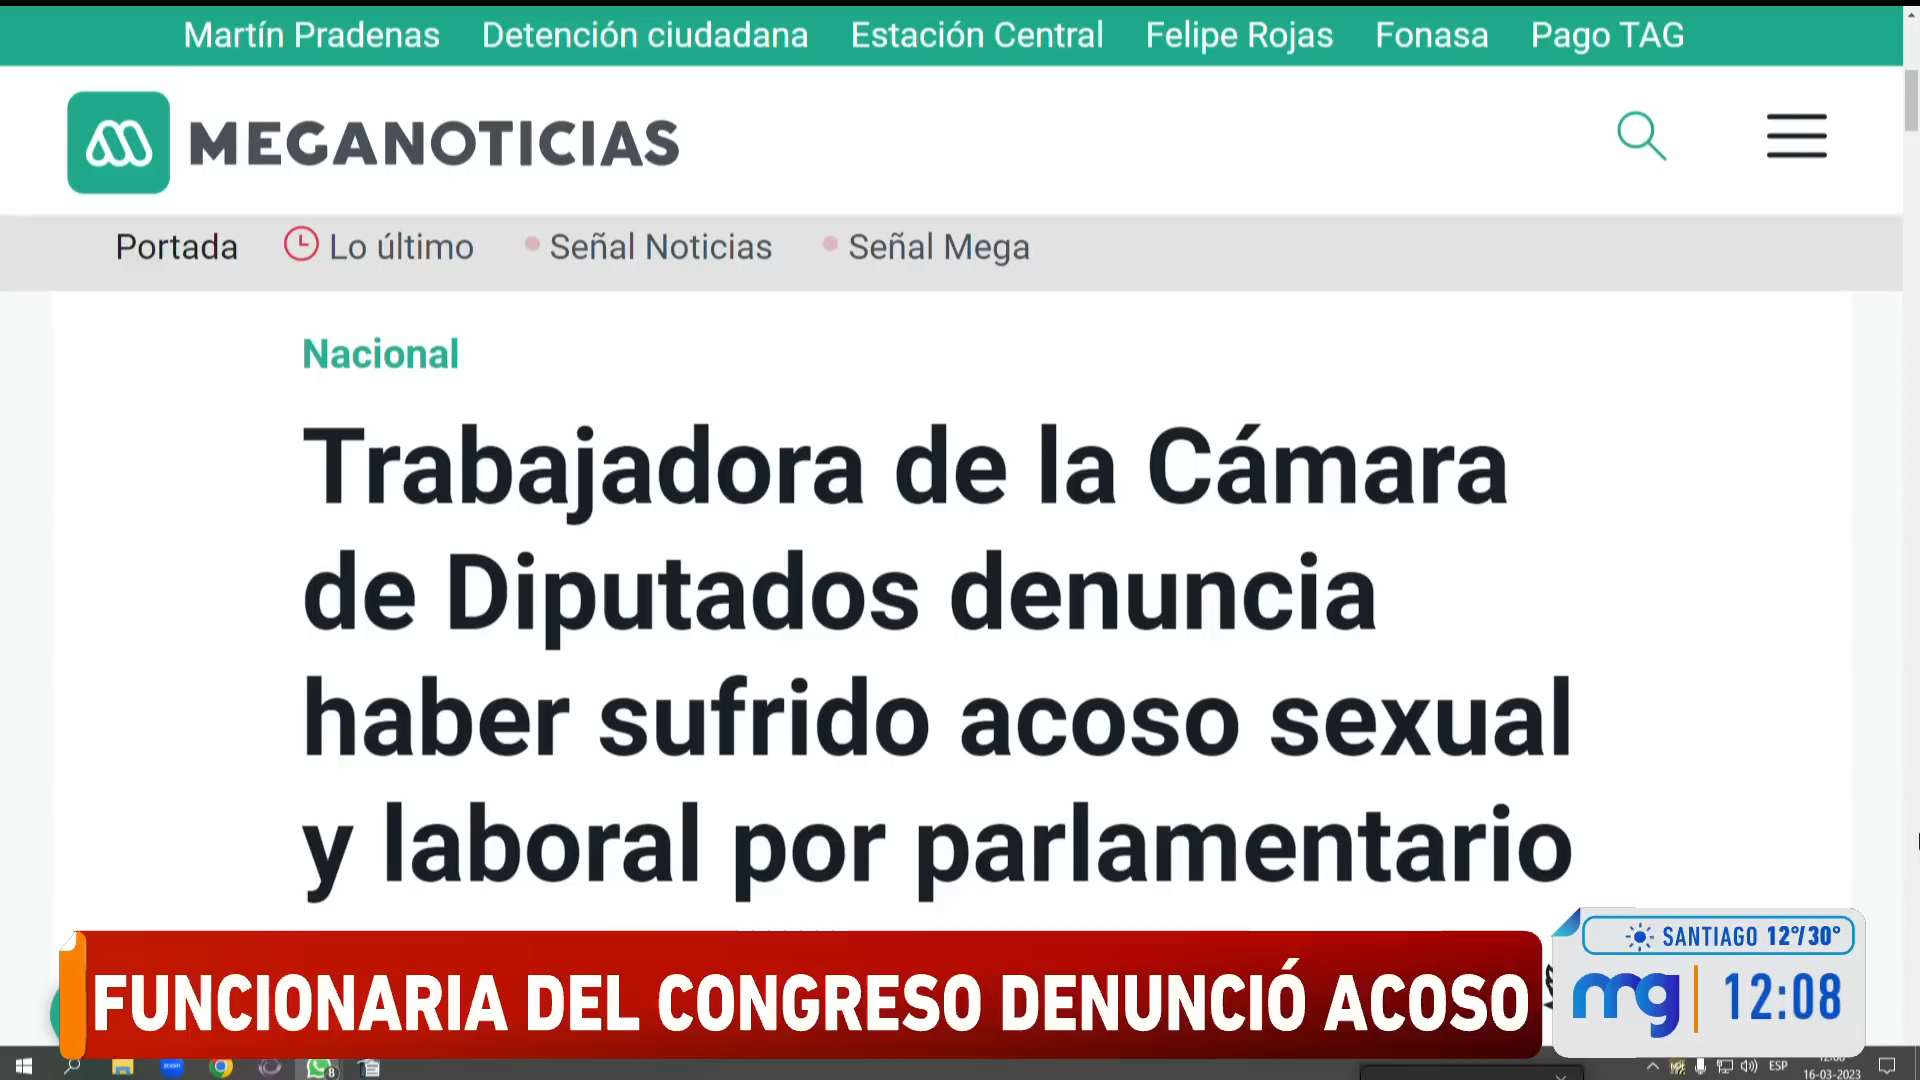 Martín Pradenas Detención ciudadana Estación Central Felipe Rojas Fonasa Pago TAG
MEGANOTICIAS
Portada Lo último Señal Noticias Señal Mega
Nacional
Trabajadora de la Cámara
de Diputados denuncia
haber sufrido acoso sexual
y laboral por parlamentario
FUNCIONARIA DEL CONGRESO DENUNCIÓ ACOSO
SANTIAGO 12°/30°
mg 12:08
zoom
8
ESP
16-03-2023